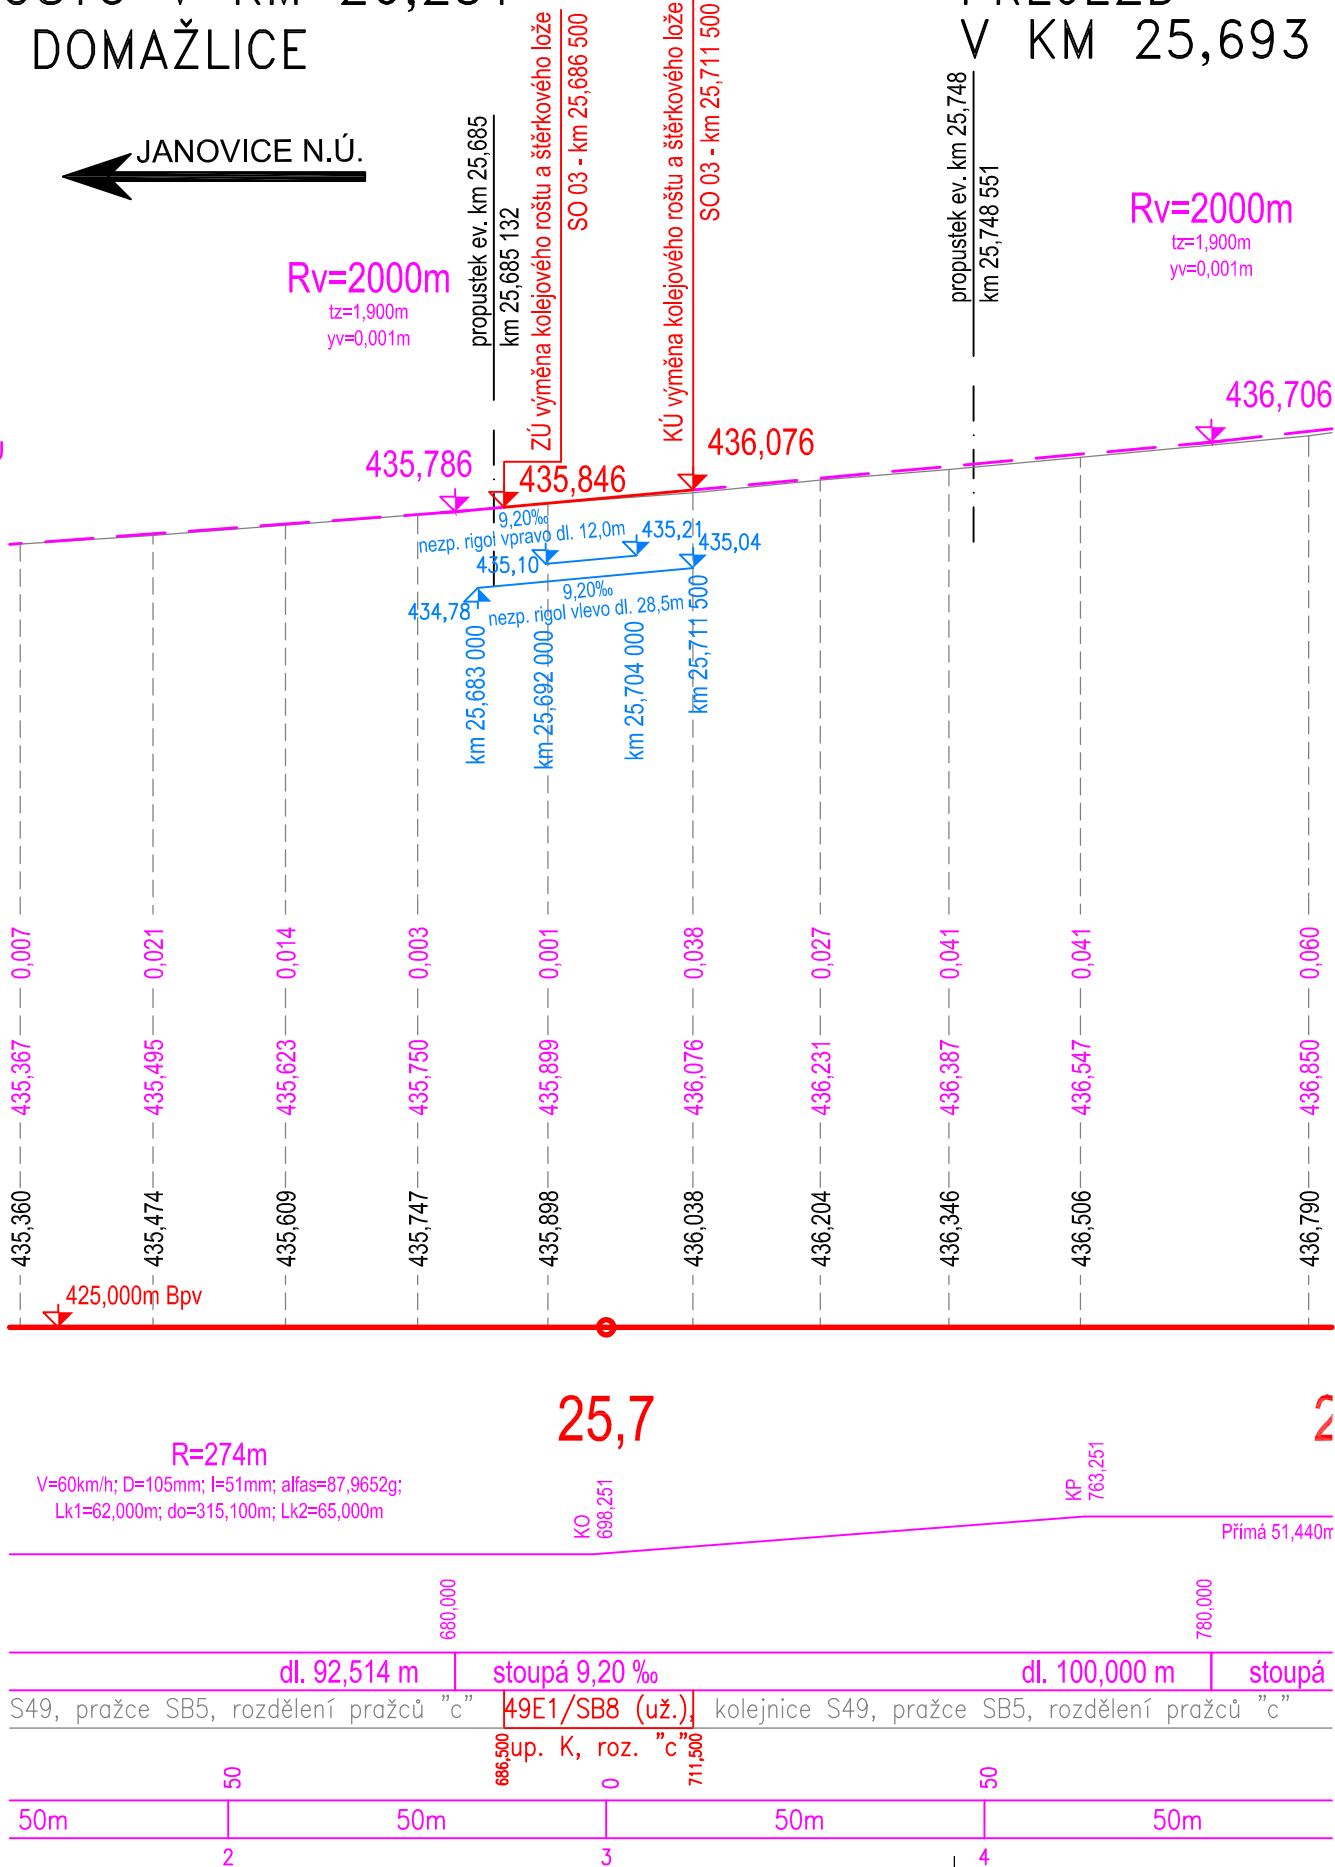 DOMAŽLICE
V KM 25,693
JANOVICE N.Ú.
propustek ev. km 25,685
km 25,685 132
ZÚ výměna kolejového roštu a štěrkového lože
SO 03 - km 25,686 500
KÚ výměna kolejového roštu a štěrkového lože
SO 03 - km 25,711 500
propustek ev. km 25,748
km 25,748 551
Rv=2000m
tz=1,900m
yv=0,001m
Rv=2000m
tz=1,900m
yv=0,001m
435,786
435,846
436,076
436,706
9,20‰
nezp. rigol vpravo dl. 12,0m
435,10
435,21
435,04
434,78
9,20‰
nezp. rigol vlevo dl. 28,5m
km 25,683 000
km 25,692 000
km 25,704 000
km 25,711 500
0,007 0,021 0,014 0,003 0,001 0,038 0,027 0,041 0,041 0,060
435,367 435,495 435,623 435,750 435,899 436,076 436,231 436,387 436,547 436,850
435,360 435,474 435,609 435,747 435,898 436,038 436,204 436,346 436,506 436,790
425,000m Bpv
25,7
R=274m
V=60km/h; D=105mm; I=51mm; alfas=87,9652g;
Lk1=62,000m; do=315,100m; Lk2=65,000m
KO
698,251
KP
763,251
Přímá 51,440m
680,000
780,000
dl. 92,514 m stoupá 9,20 ‰ dl. 100,000 m stoupá
S49, pražce SB5, rozdělení pražců "c" 49E1/SB8 (už.), kolejnice S49, pražce SB5, rozdělení pražců "c"
up. K, roz. "c"
686,500
711,500
50 0 50
50m 50m 50m 50m
2 3 4